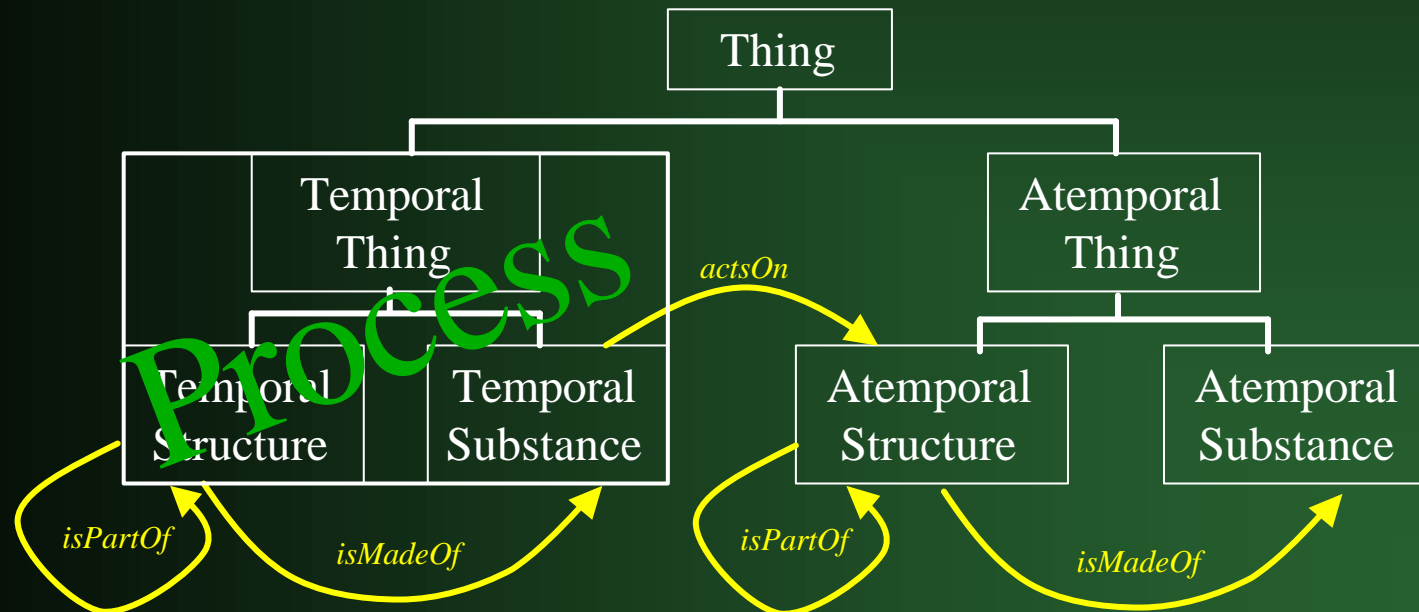 Thing
Temporal
Thing
Atemporal
Thing
Process
actsOn
Temporal
Structure
Temporal
Substance
Atemporal
Structure
Atemporal
Substance
isPartOf
isMadeOf
isPartOf
isMadeOf